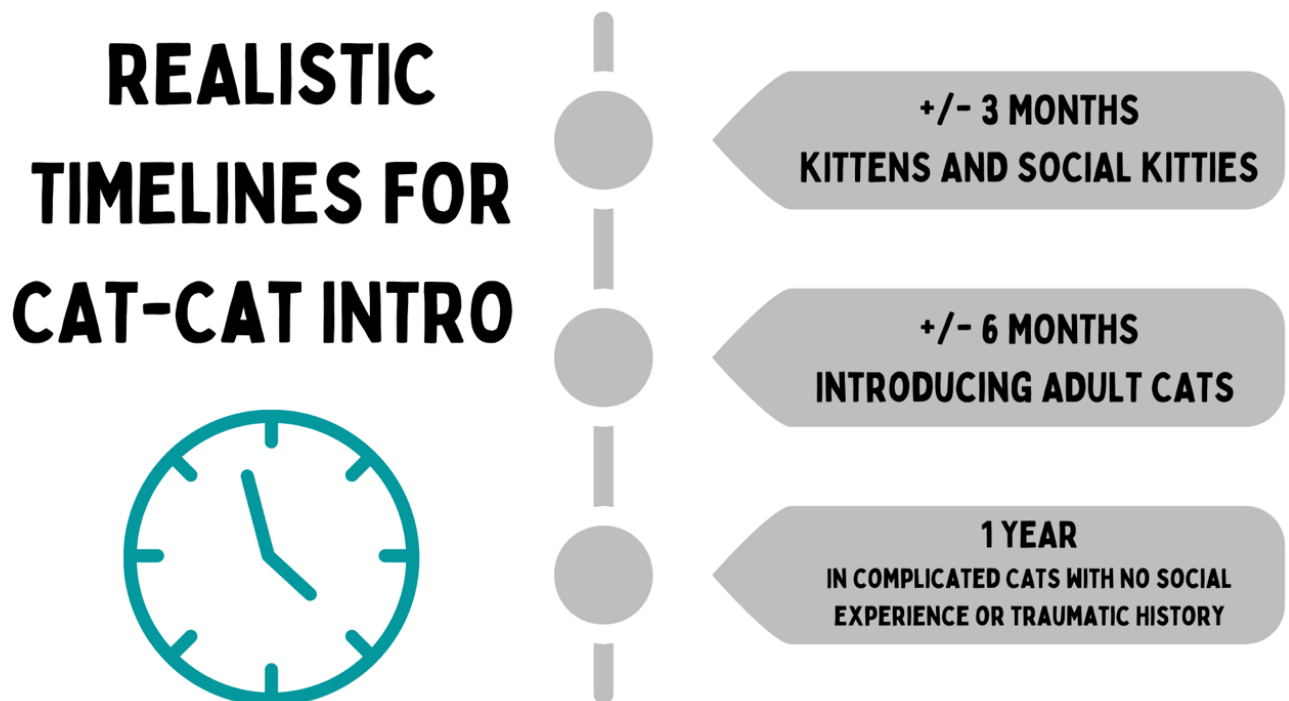 REALISTIC
TIMELINES FOR
CAT-CAT INTRO
+/- 3 MONTHS
KITTENS AND SOCIAL KITTIES
+/- 6 MONTHS
INTRODUCING ADULT CATS
1 YEAR
IN COMPLICATED CATS WITH NO SOCIAL
EXPERIENCE OR TRAUMATIC HISTORY